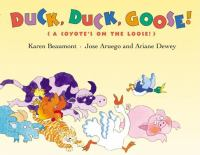 DUCK, DUCK, GOOSE!
(A COYOTE'S ON THE LOOSE!)
Karen Beaumont · Jose Aruego and Ariane Dewey